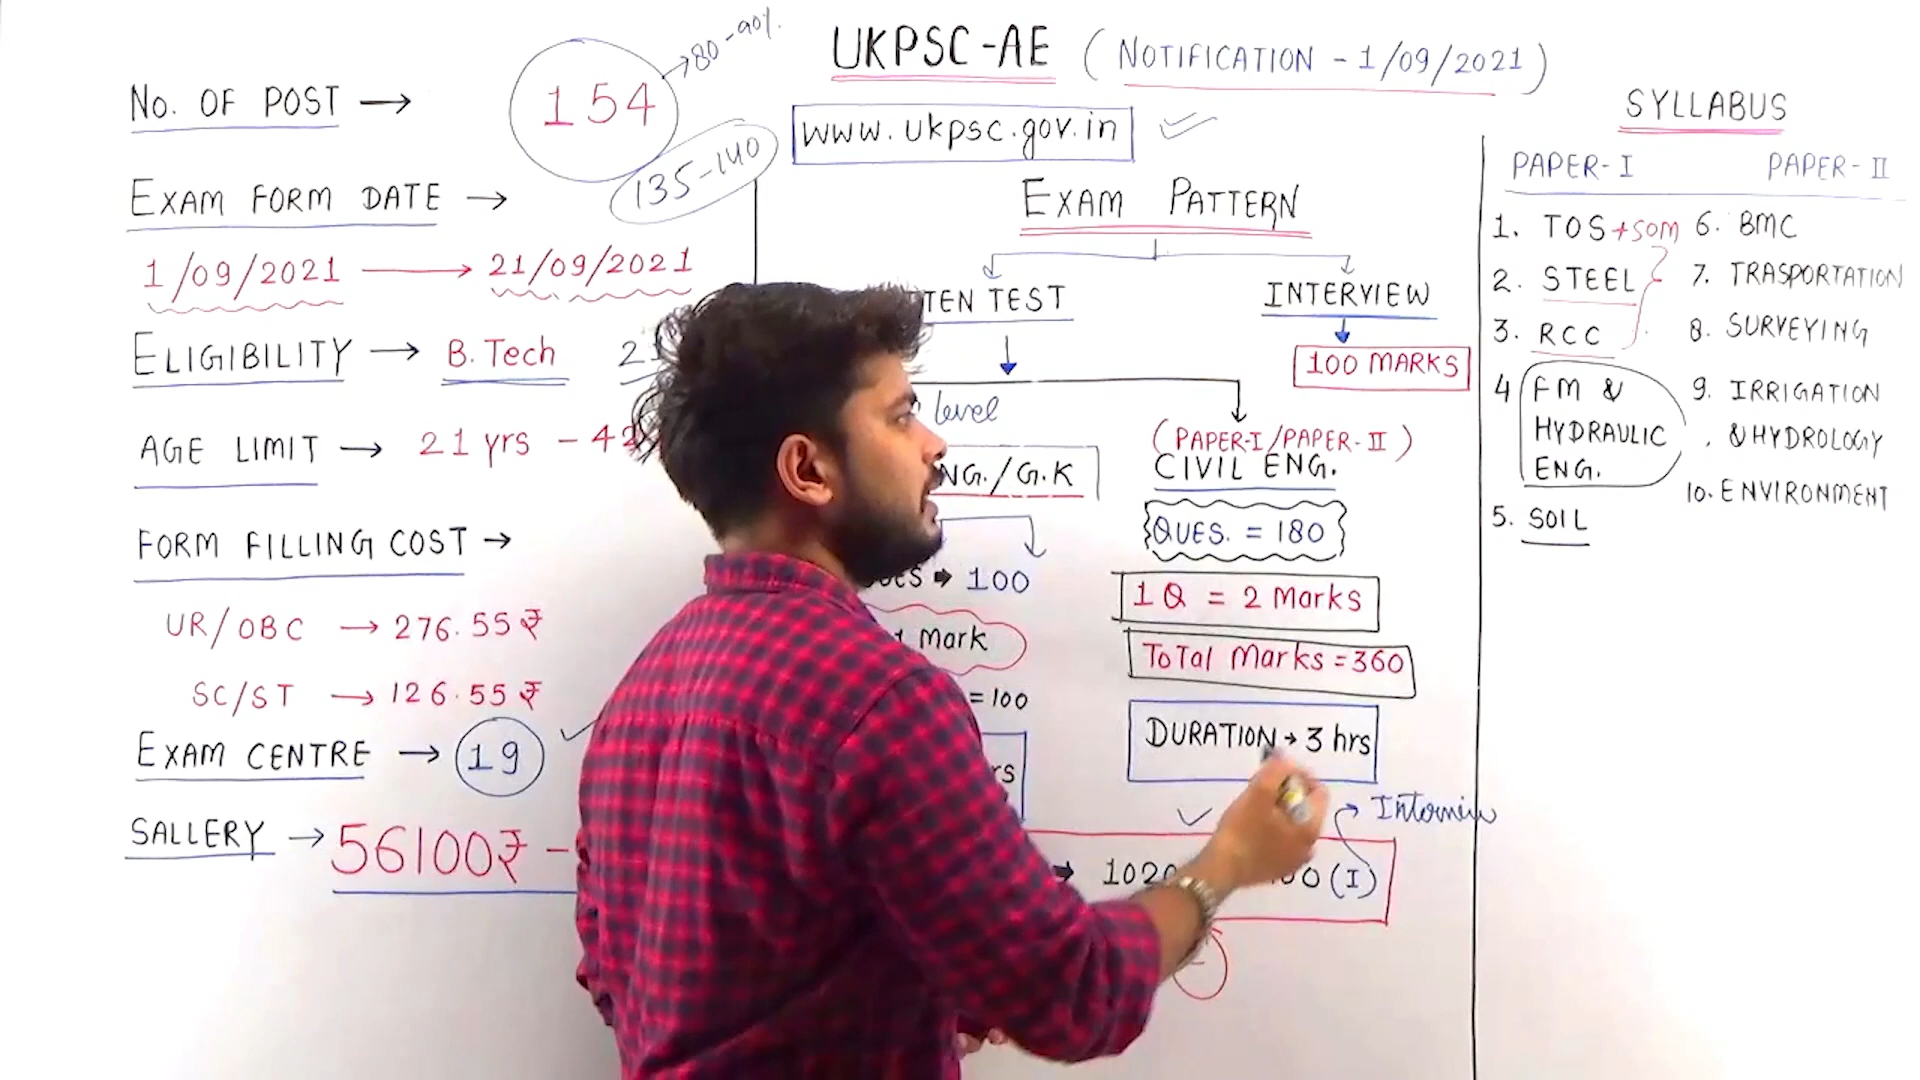 No. OF POST →
154
→ 80-90%.
135-140
EXAM FORM DATE →
1/09/2021 → 21/09/2021
ELIGIBILITY → B.Tech
AGE LIMIT → 21 yrs - 42
FORM FILLING COST →
UR/OBC → 276.55₹
SC/ST → 126.55₹
EXAM CENTRE → 19
SALLERY → 56100₹ -
UKPSC-AE (NOTIFICATION - 1/09/2021)
www.ukpsc.gov.in
EXAM PATTERN
TEN TEST
INTERVIEW
100 MARKS
level
NG./G.K
→ 100
mark
=100
(PAPER-I/PAPER-II)
CIVIL ENG.
QUES. = 180
1 Q = 2 Marks
Total Marks = 360
DURATION → 3 hrs
→ Interview
102
00 (I)
SYLLABUS
PAPER-I PAPER-II
1. TOS+SOM
2. STEEL
3. RCC
4 FM &
HYDRAULIC
ENG.
5. SOIL
6. BMC
7. TRASPORTATION
8. SURVEYING
9. IRRIGATION
& HYDROLOGY
10. ENVIRONMENT